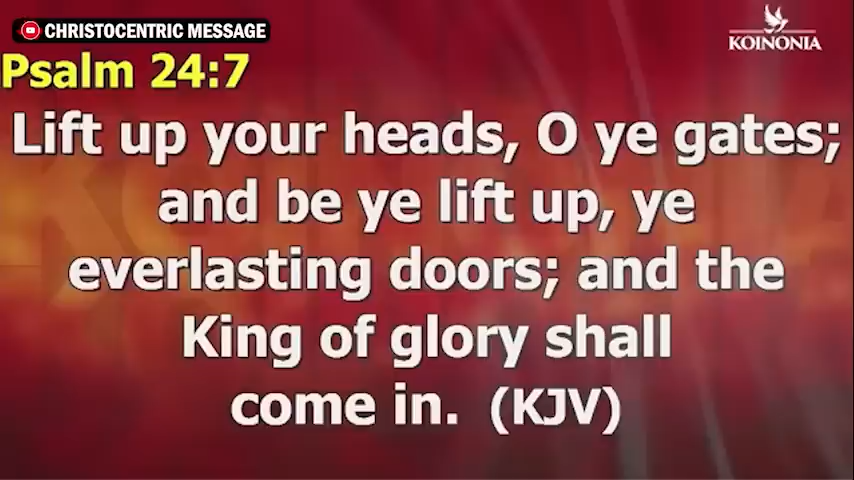 CHRISTOCENTRIC MESSAGE
KOINONIA
Psalm 24:7
Lift up your heads, O ye gates;
and be ye lift up, ye
everlasting doors; and the
King of glory shall
come in. (KJV)